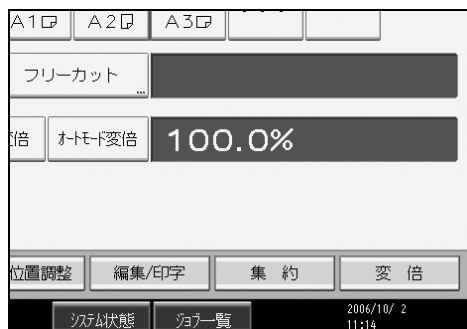 A1 A2 A3
フリーカット
...
変倍 オートモード変倍 100.0%
位置調整 編集/印字 集 約 変 倍
システム状態 ジョブ一覧 2006/10/ 2
11:14